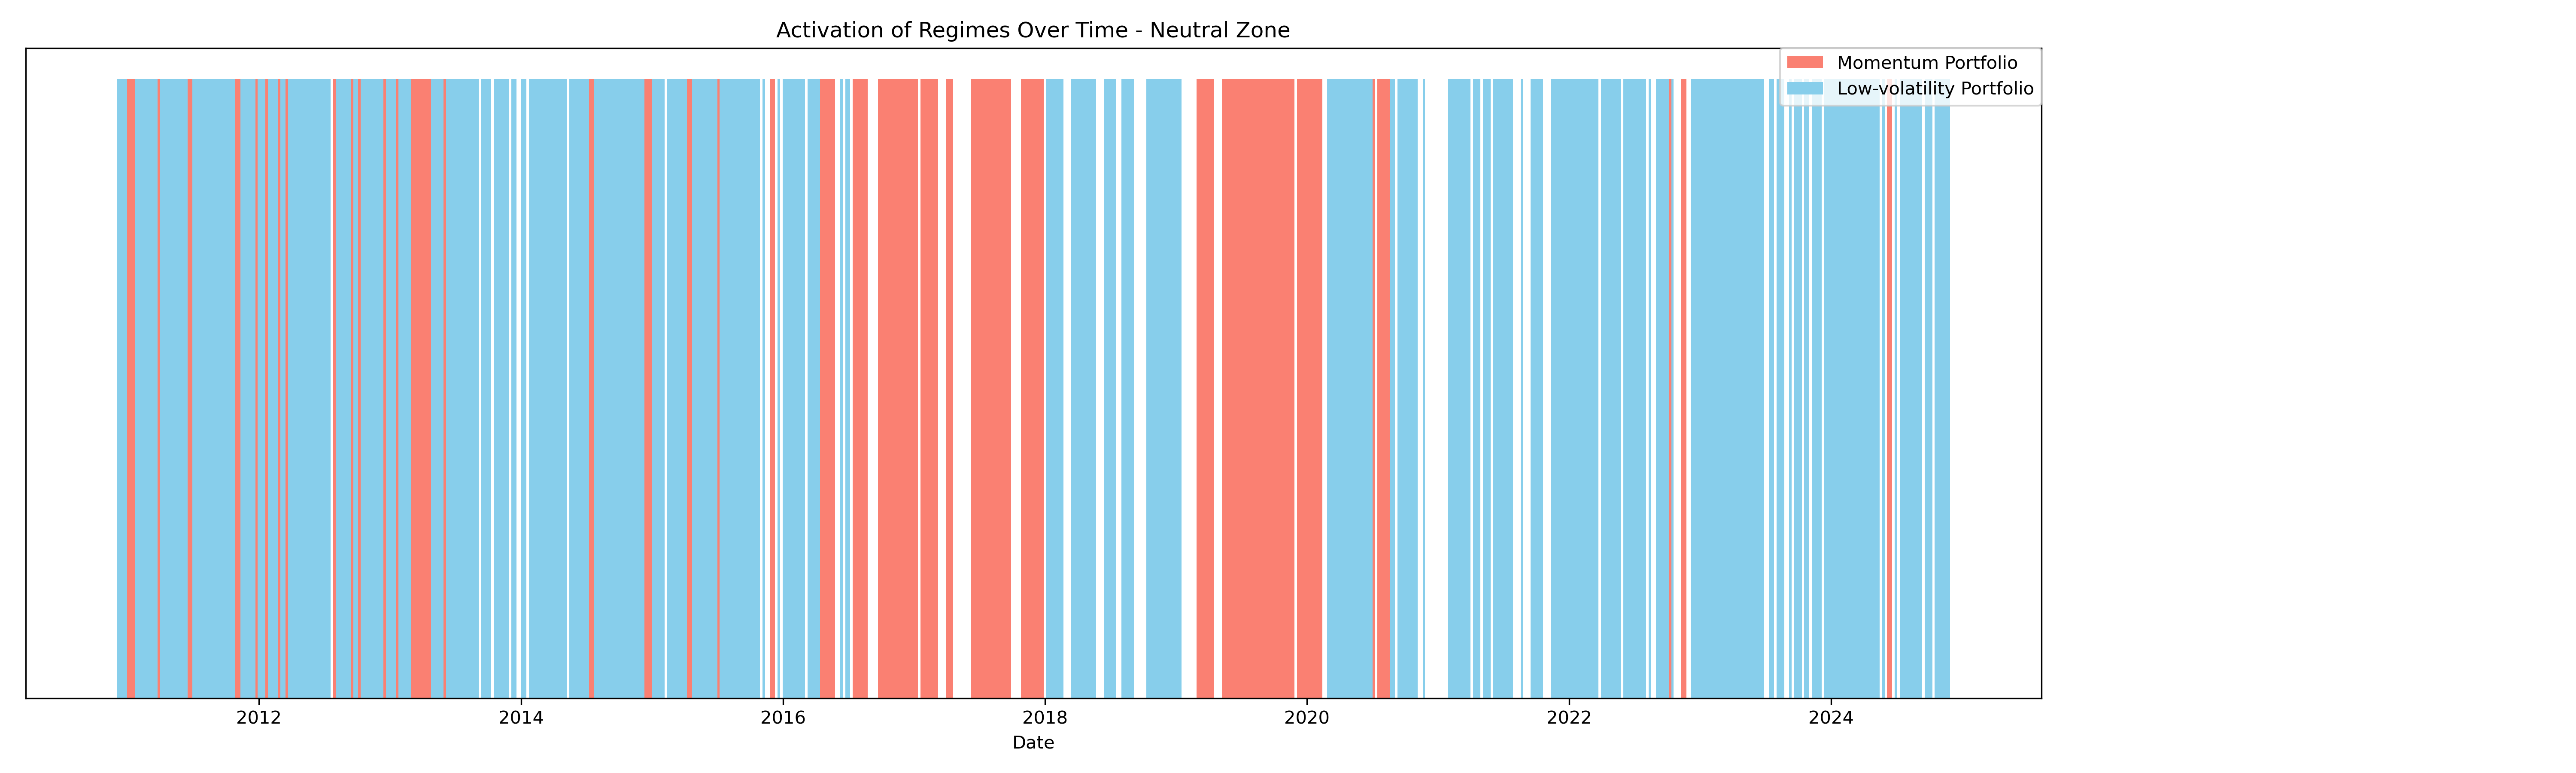 Activation of Regimes Over Time - Neutral Zone
Momentum Portfolio
Low-volatility Portfolio
2012 2014 2016 2018 2020 2022 2024
Date